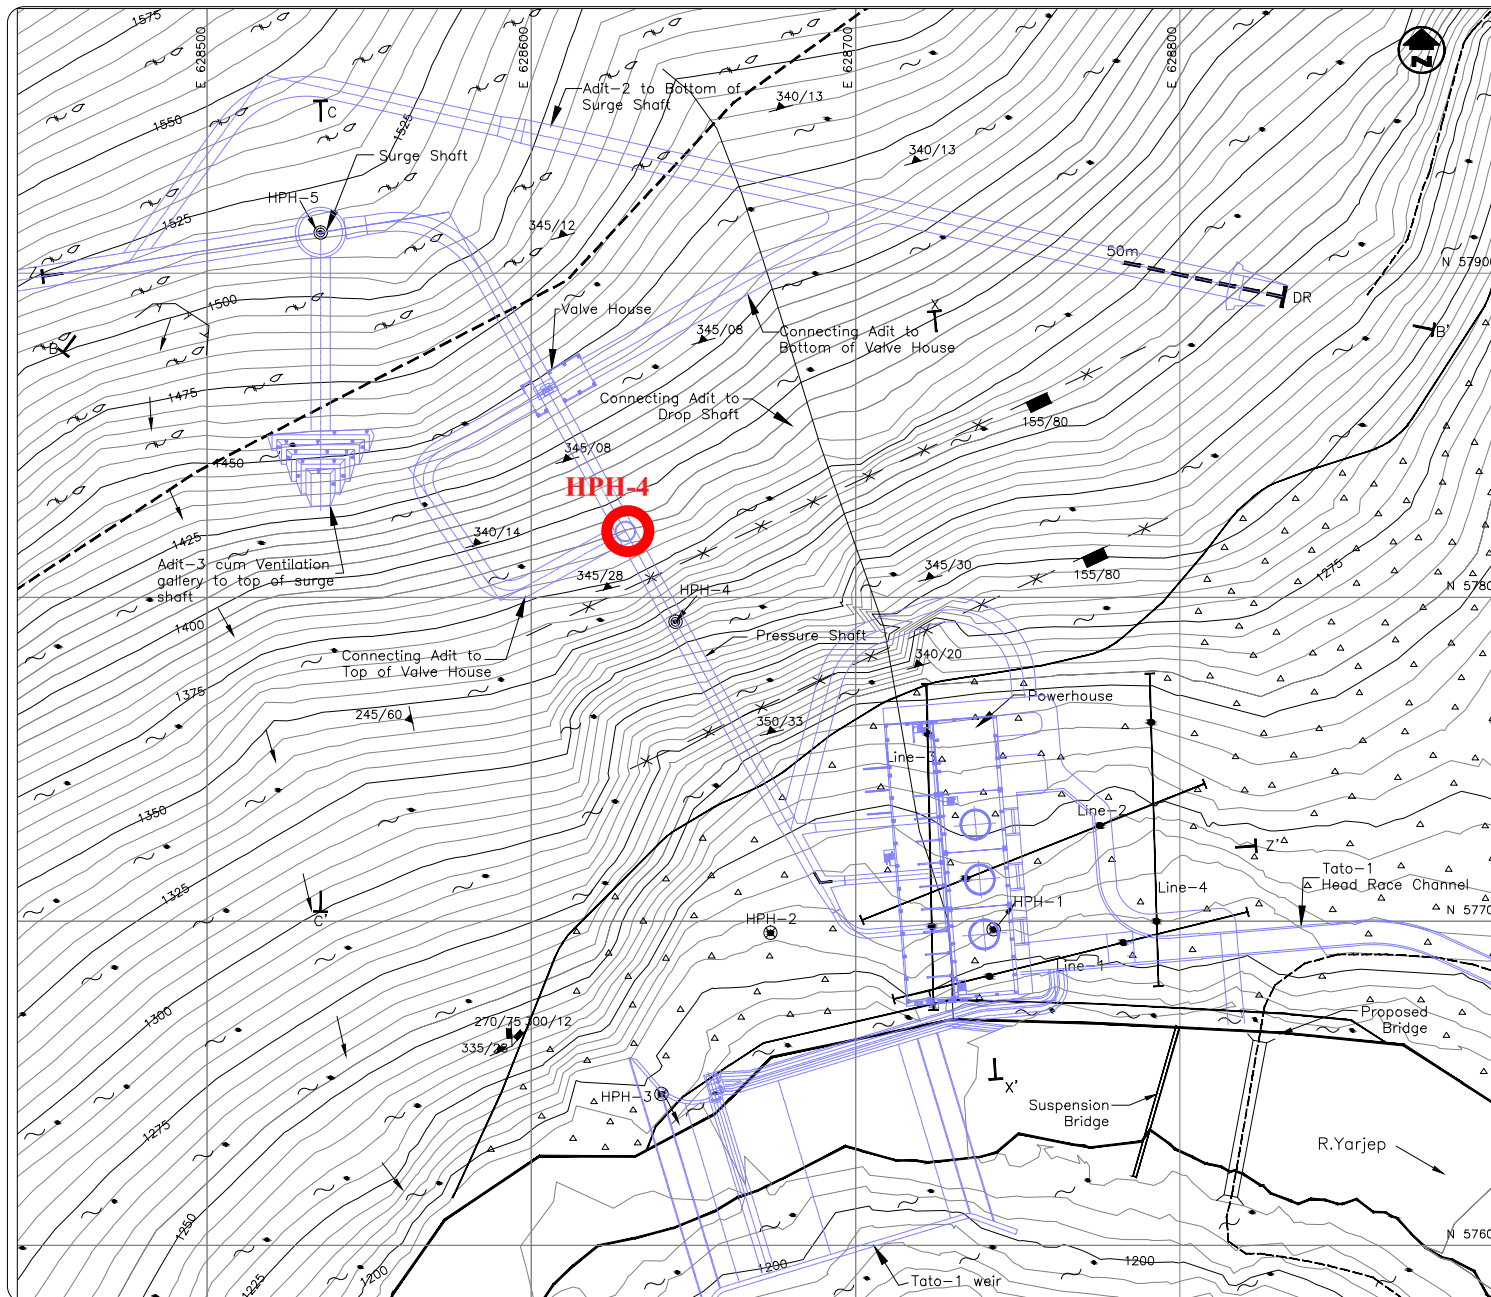 1575
E 628500
E 628600
E 628700
E 628800
N
Adit-2 to Bottom of
Surge Shaft
340/13
C
1550
1525
Surge Shaft
340/13
HPH-5
1525
345/12
50m
N 57900
Z
DR
1500
Valve House
X
345/08
Connecting Adit to
Bottom of Valve House
B
B'
1475
Connecting Adit to
Drop Shaft
155/80
345/08
1450
HPH-4
1425
340/14
Adit-3 cum Ventilation
gallery to top of surge
shaft
345/28
345/30
155/80
1275
HPH-4
N 5780
1400
Pressure Shaft
Connecting Adit to
Top of Valve House
340/20
1375
Powerhouse
245/60
350/33
Line-3
1350
Line-2
Z'
Tato-1
Head Race Channel
1325
Line-4
C'
HPH-2
HPH-1
N 5770
Line-1
1300
270/75
300/12
335/28
Proposed
Bridge
HPH-3
X'
Suspension
Bridge
1275
R.Yarjep
1250
N 5760
1225
1200
1200
1200
Tato-1 weir